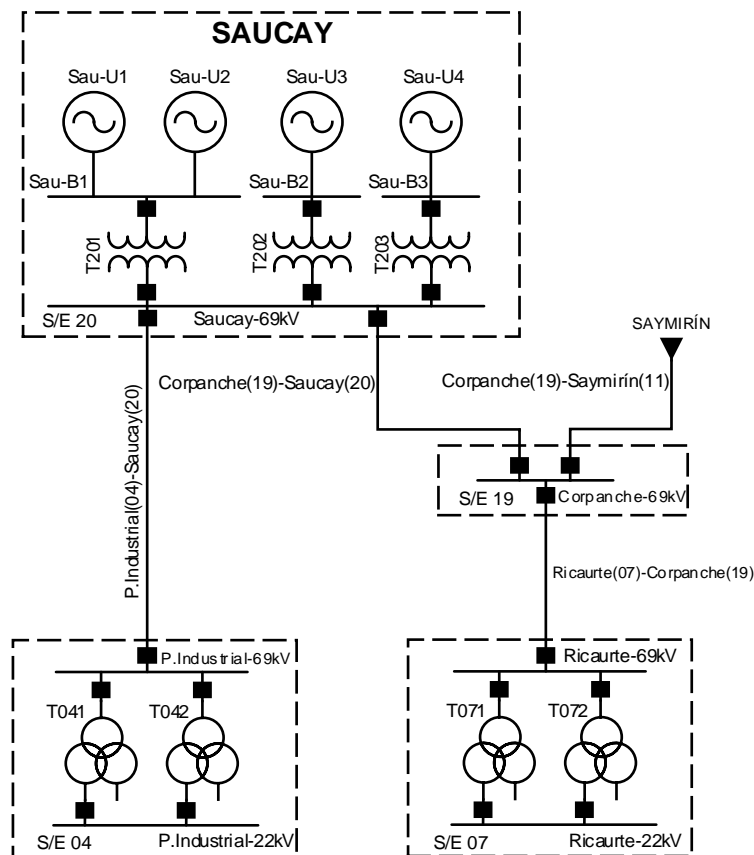 SAUCAY
Sau-U1
Sau-U2
Sau-U3
Sau-U4
Sau-B1
Sau-B2
Sau-B3
T201
T202
T203
S/E 20
Saucay-69kV
SAYMIRÍN
Corpanche(19)-Saucay(20)
Corpanche(19)-Saymirín(11)
P.Industrial(04)-Saucay(20)
S/E 19
Corpanche-69kV
Ricaurte(07)-Corpanche(19)
P.Industrial-69kV
Ricaurte-69kV
T041
T042
T071
T072
S/E 04
P.Industrial-22kV
S/E 07
Ricaurte-22kV